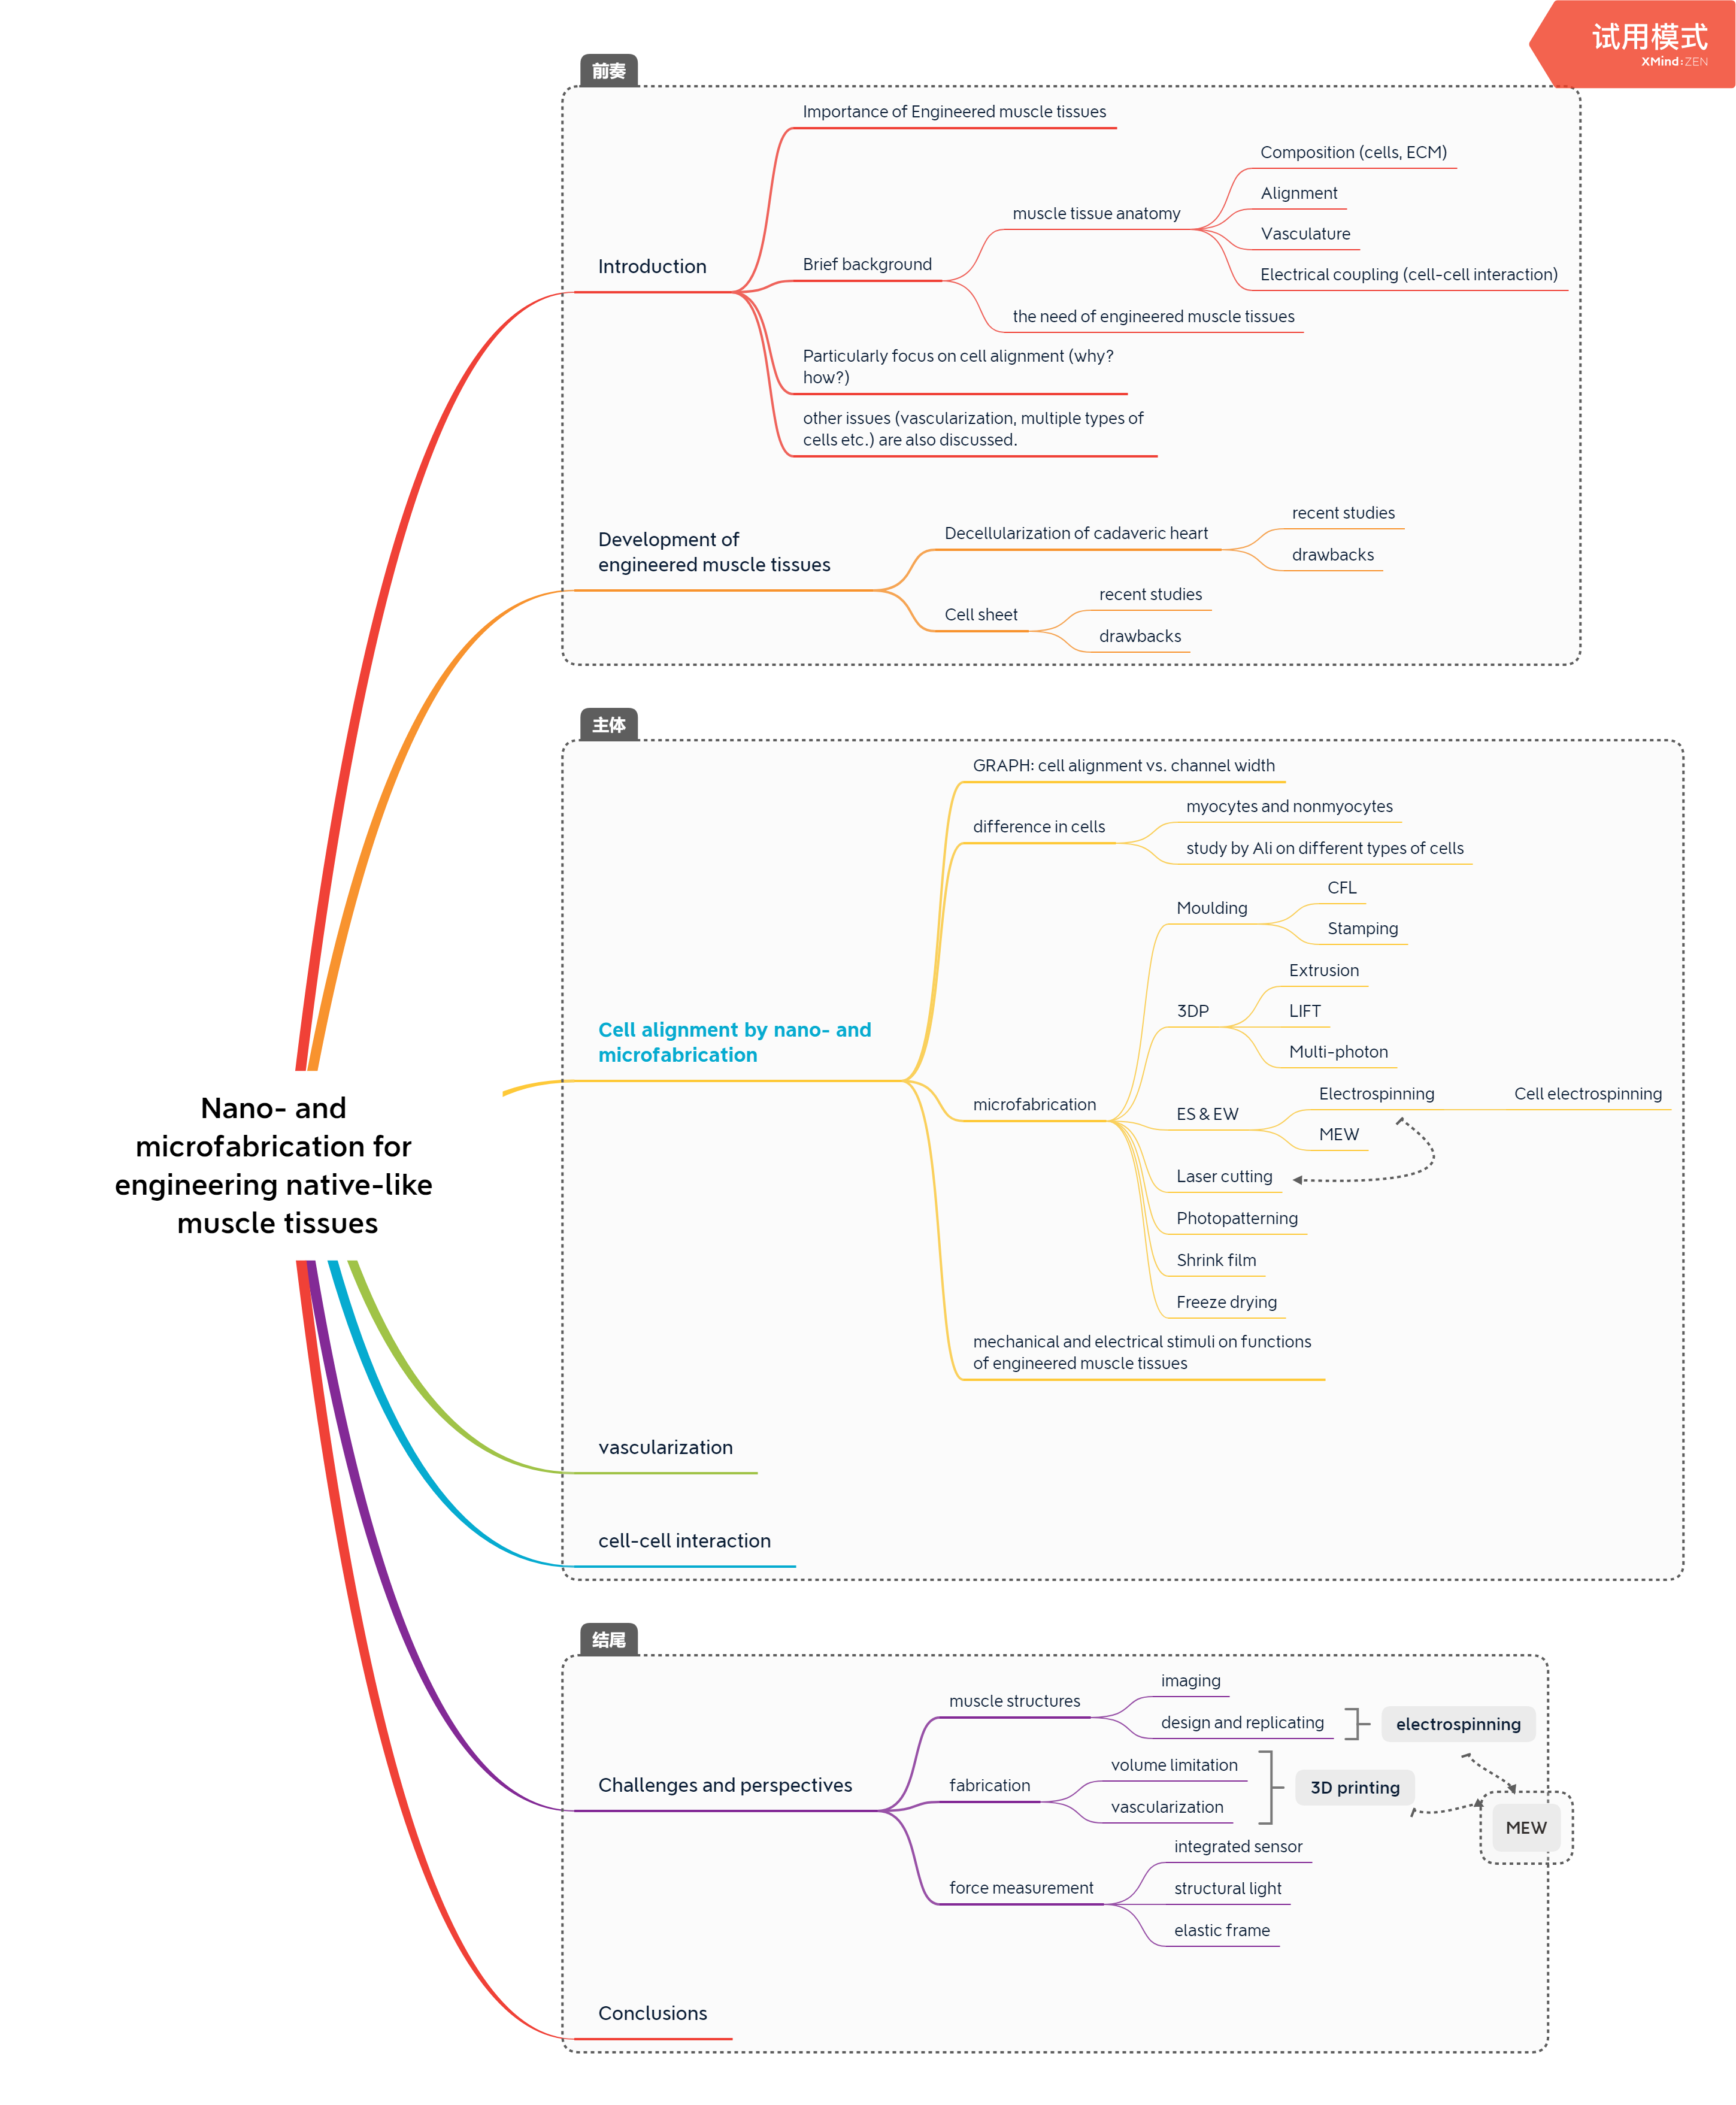 试用模式
XMind:ZEN
前奏
Importance of Engineered muscle tissues
Composition (cells, ECM)
Alignment
muscle tissue anatomy
Vasculature
Introduction
Brief background
Electrical coupling (cell-cell interaction)
the need of engineered muscle tissues
Particularly focus on cell alignment (why?
how?)
other issues (vascularization, multiple types of
cells etc.) are also discussed.
Development of
engineered muscle tissues
Decellularization of cadaveric heart
recent studies
drawbacks
Cell sheet
recent studies
drawbacks
主体
GRAPH: cell alignment vs. channel width
difference in cells
myocytes and nonmyocytes
study by Ali on different types of cells
Moulding
CFL
Stamping
3DP
Extrusion
LIFT
Multi-photon
Cell alignment by nano- and
microfabrication
microfabrication
ES & EW
Electrospinning
Cell electrospinning
MEW
Laser cutting
Photopatterning
Shrink film
Freeze drying
mechanical and electrical stimuli on functions
of engineered muscle tissues
Nano- and
microfabrication for
engineering native-like
muscle tissues
vascularization
cell-cell interaction
结尾
muscle structures
imaging
design and replicating
electrospinning
Challenges and perspectives
fabrication
volume limitation
vascularization
3D printing
MEW
force measurement
integrated sensor
structural light
elastic frame
Conclusions